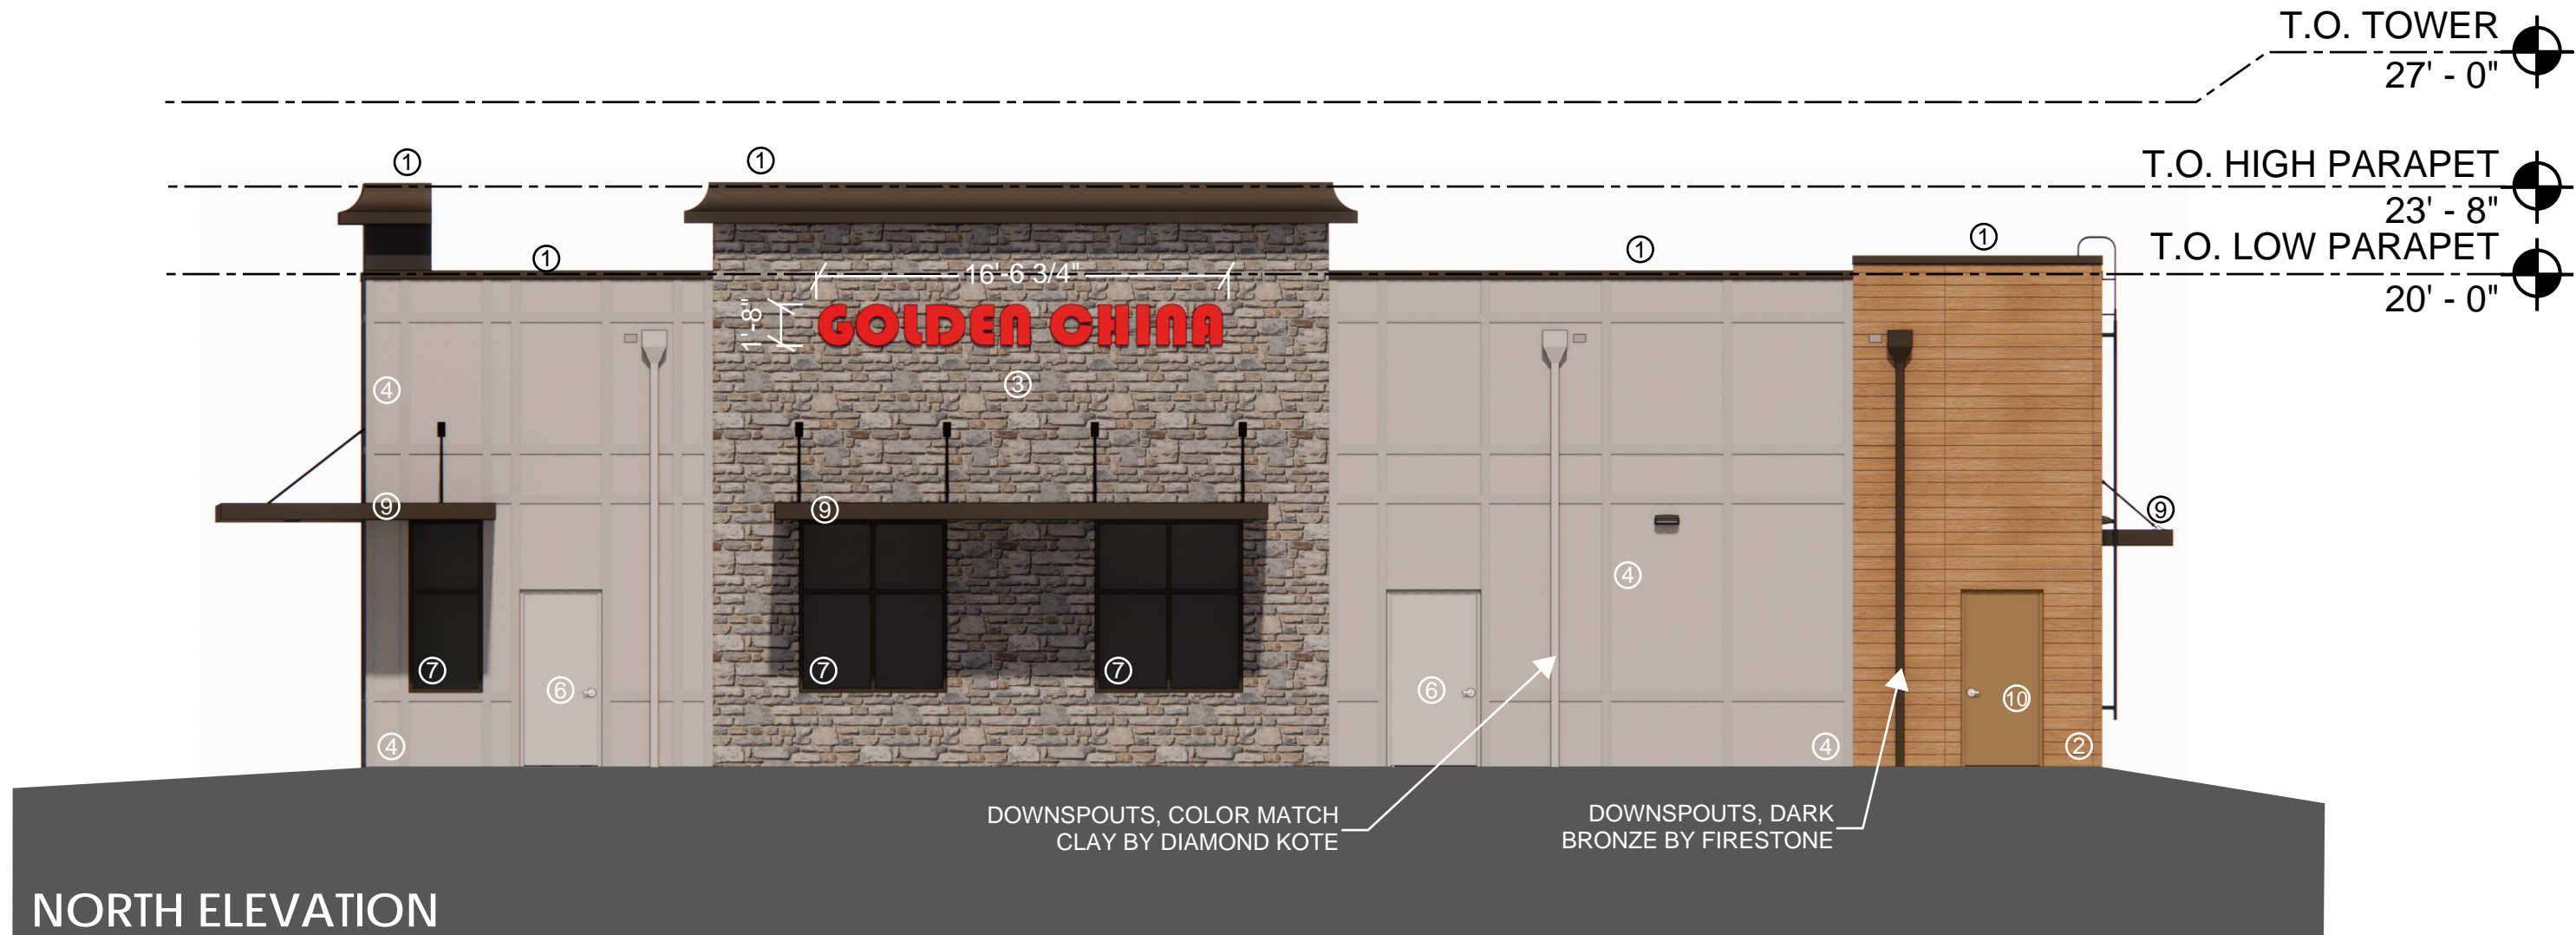 T.O. TOWER
27' - 0"
T.O. HIGH PARAPET
23' - 8"
T.O. LOW PARAPET
20' - 0"
①
①
①
①
①
16'-6 3/4"
1'-8"
GOLDEN CHINA
③
④
⑨
⑨
⑨
④
⑦
⑦
⑦
⑥
⑥
⑩
④
④
②
DOWNSPOUTS, COLOR MATCH
CLAY BY DIAMOND KOTE
DOWNSPOUTS, DARK
BRONZE BY FIRESTONE
NORTH ELEVATION